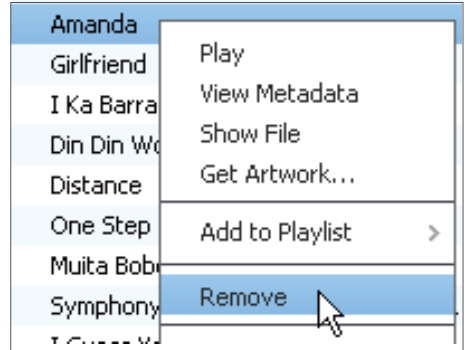 Amanda
Girlfriend
I Ka Barra
Din Din Wo
Distance
One Step
Muita Bob
Symphony
Play
View Metadata
Show File
Get Artwork...
Add to Playlist
Remove